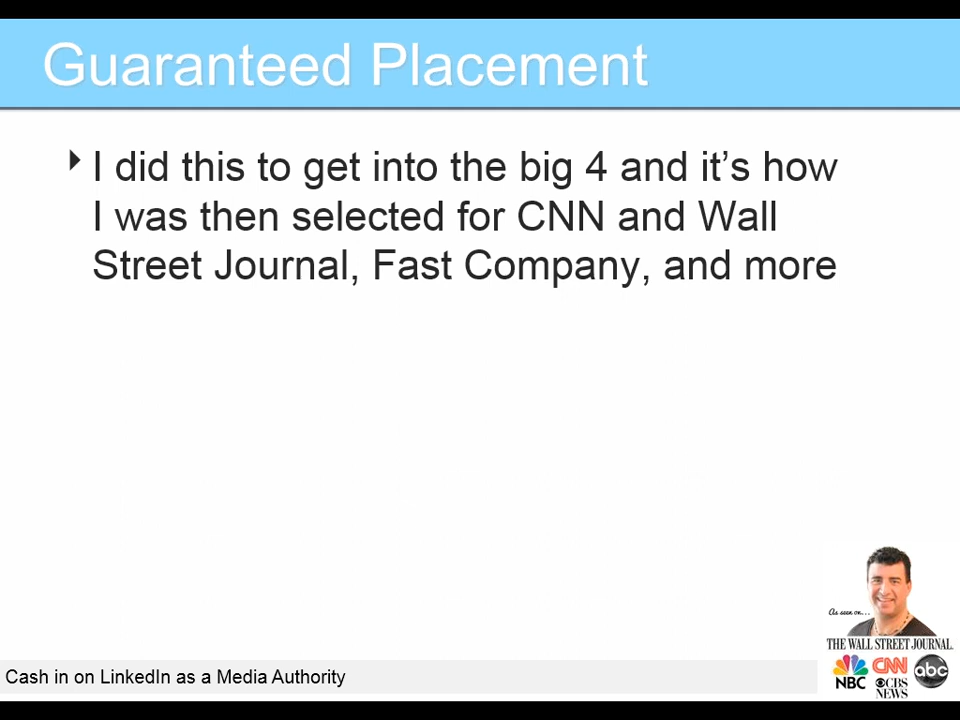 Guaranteed Placement
I did this to get into the big 4 and it’s how
I was then selected for CNN and Wall
Street Journal, Fast Company, and more
As seen on...
THE WALL STREET JOURNAL.
NBC CNN CBS NEWS abc
Cash in on LinkedIn as a Media Authority